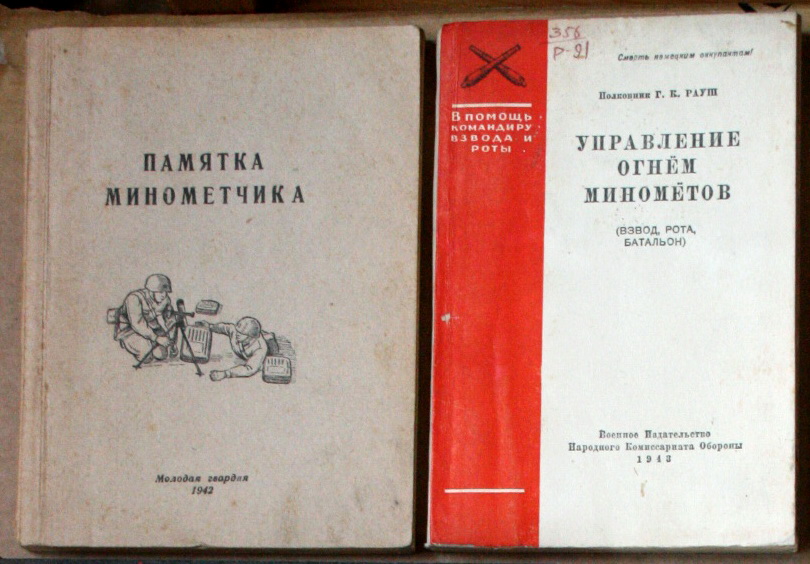 ПАМЯТКА
МИНОМЕТЧИКА
Молодая гвардия
1942
356
Р-91
Смерть немецким оккупантам!
Полковник Г. К. РАУШ
В ПОМОЩЬ
КОМАНДИРУ
ВЗВОДА И
РОТЫ
УПРАВЛЕНИЕ
ОГНЁМ
МИНОМЁТОВ
(ВЗВОД, РОТА,
БАТАЛЬОН)
Военное Издательство
Народного Комиссариата Обороны
1943